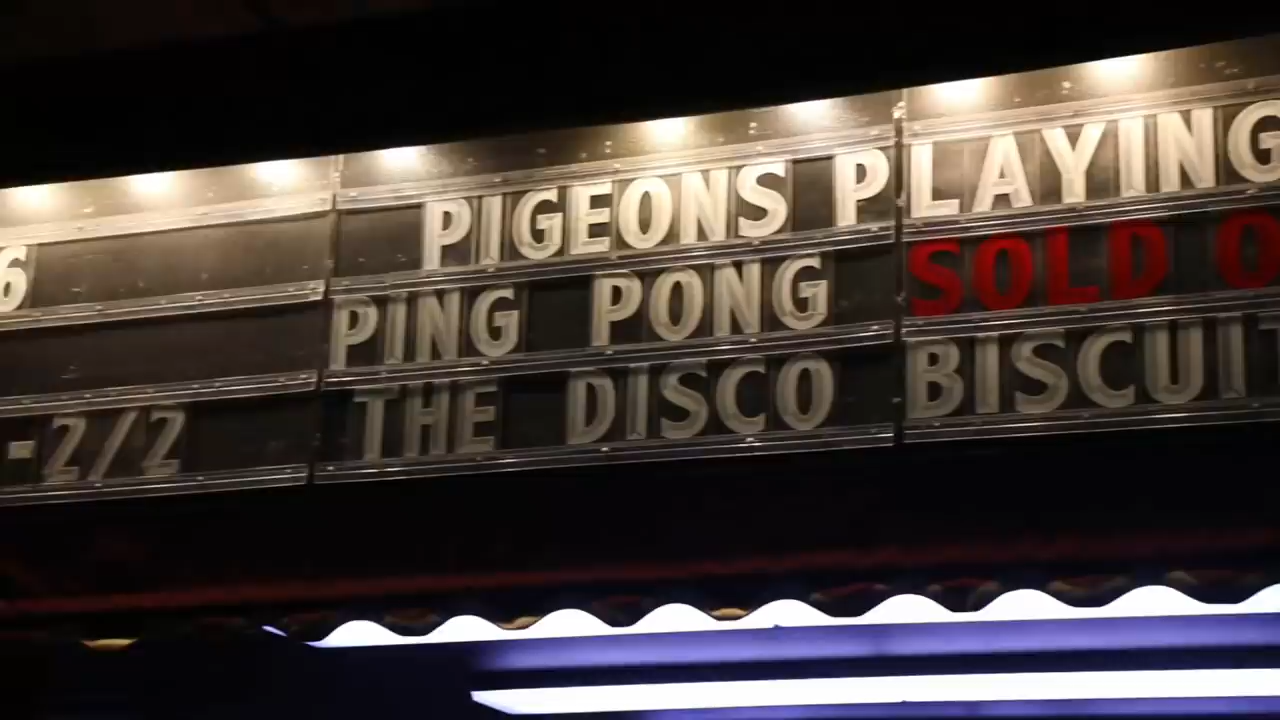 6 PIGEONS PLAYING
PING PONG SOLD O
-2/2 THE DISCO BISCUIT